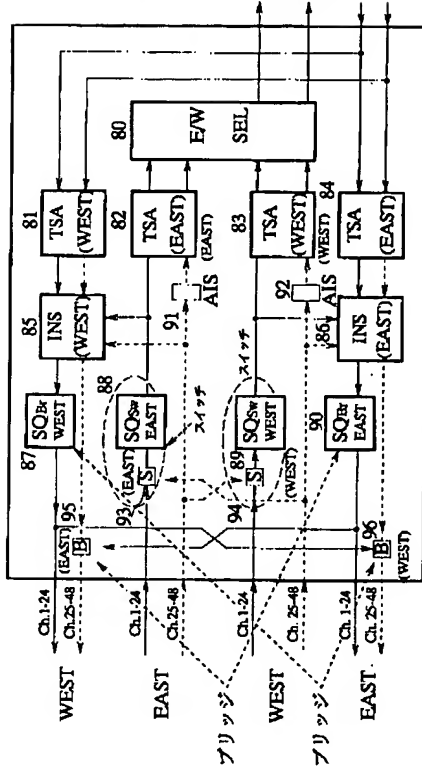 WEST
Ch.1-24
Ch.25-48
(EAST)
95
B
87
SQBr
WEST
85
INS
(WEST)
81
TSA
(WEST)
EAST
Ch.1-24
Ch.25-48
93
(EAST)
S
88
SQSw
EAST
スイッチ
91
AIS
82
TSA
(EAST)
(EAST)
80
E/W
SEL
ブリッジ
WEST
Ch.1-24
Ch.25-48
94
S
89
(WEST)
SQSw
WEST
スイッチ
92
AIS
83
TSA
(WEST)
(WEST)
ブリッジ
EAST
Ch.1-24
Ch.25-48
96
B
(WEST)
90
SQBr
EAST
86
INS
(EAST)
84
TSA
(EAST)